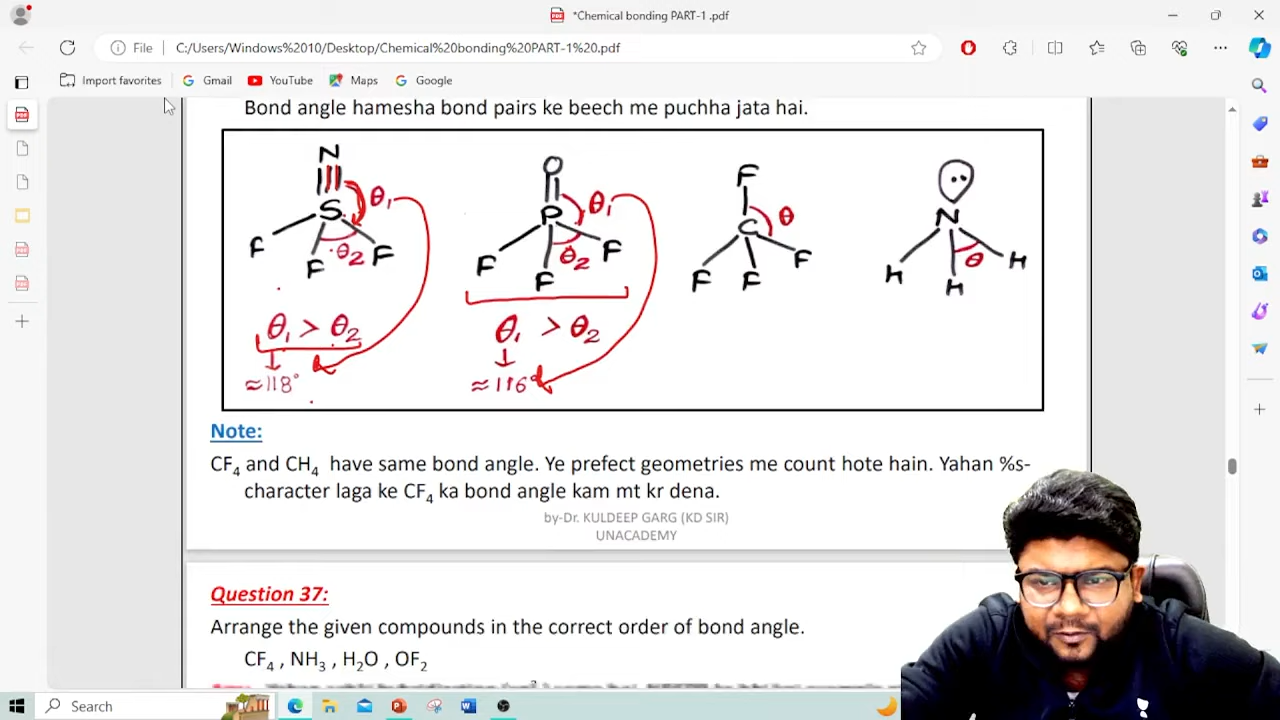 *Chemical bonding PART-1 .pdf
File C:/Users/Windows%2010/Desktop/Chemical%20bonding%20PART-1%20.pdf
Import favorites Gmail YouTube Maps Google
Bond angle hamesha bond pairs ke beech me puchha jata hai.
N O F
S θ₁ P θ₁ C θ N
F F F θ₂ F F F θ₂ F F F H H H θ
θ₁ > θ₂ θ₁ > θ₂
≈118° ≈116°
Note:
CF₄ and CH₄ have same bond angle. Ye prefect geometries me count hote hain. Yahan %s-
character laga ke CF₄ ka bond angle kam mt kr dena.
by-Dr. KULDEEP GARG (KD SIR)
UNACADEMY
Question 37:
Arrange the given compounds in the correct order of bond angle.
CF₄ , NH₃ , H₂O , OF₂
Search